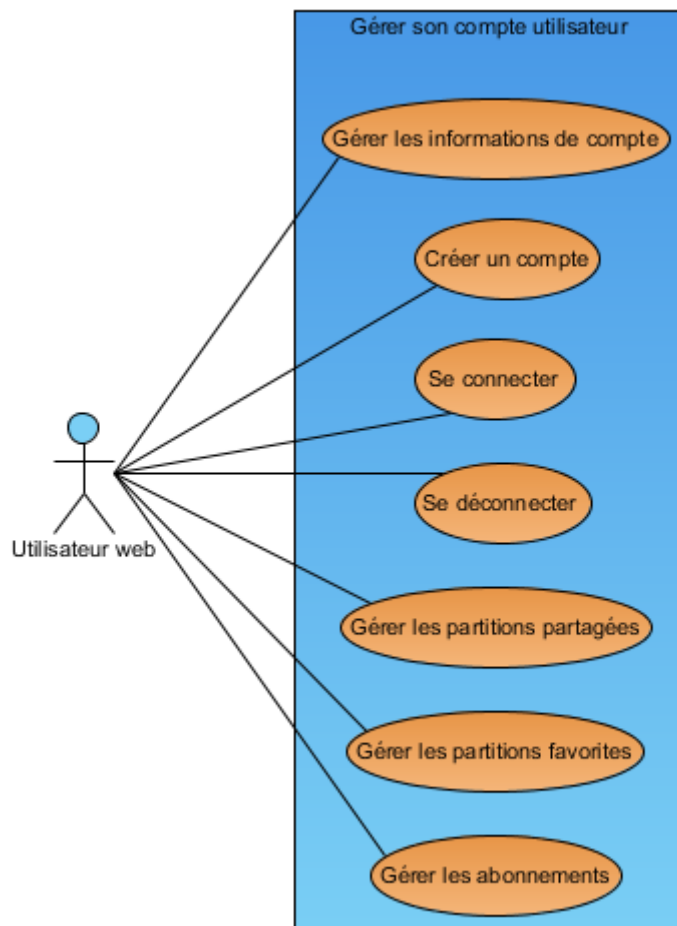 Gérer son compte utilisateur
Gérer les informations de compte
Créer un compte
Se connecter
Se déconnecter
Utilisateur web
Gérer les partitions partagées
Gérer les partitions favorites
Gérer les abonnements